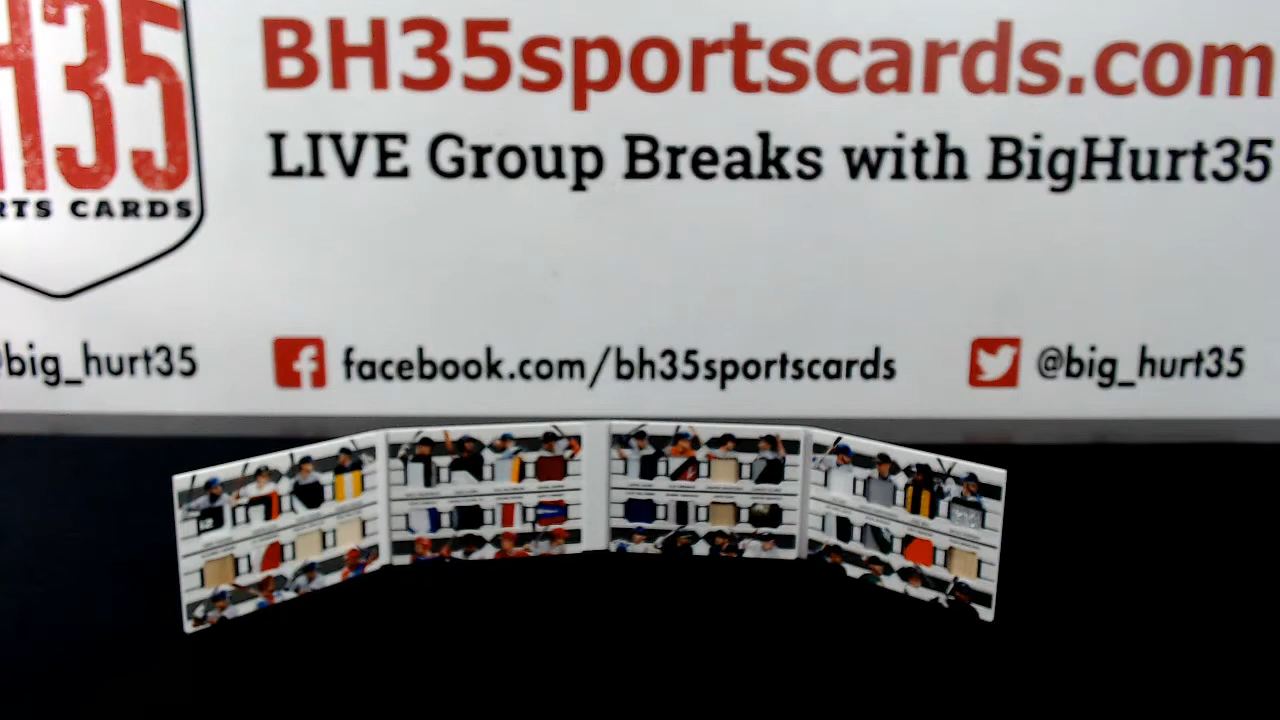 H35
RTS CARDS
BH35sportscards.com
LIVE Group Breaks with BigHurt35
@big_hurt35
facebook.com/bh35sportscards
@big_hurt35